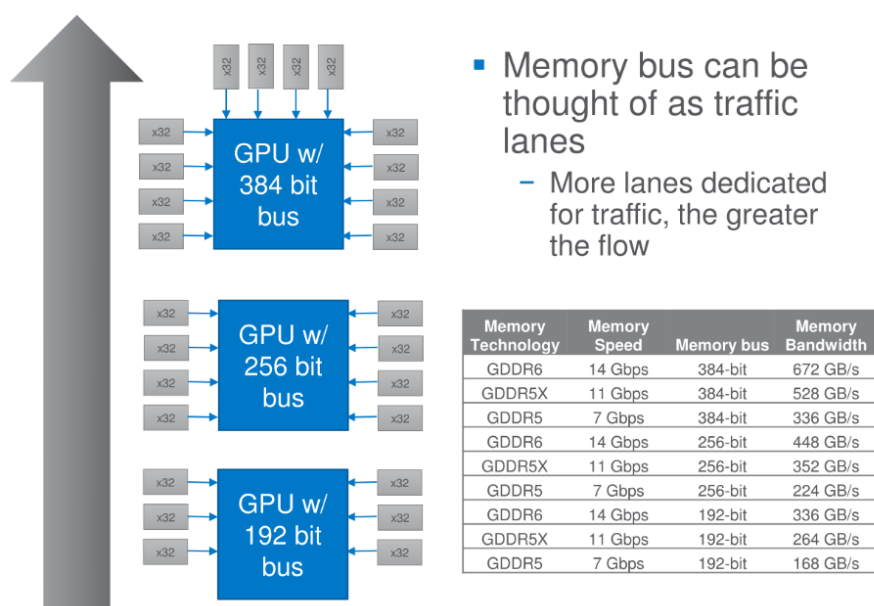 x32 x32 x32 x32
x32 x32
x32 x32
x32 x32
x32 x32
GPU w/
384 bit
bus
x32 x32
x32 x32
x32 x32
x32 x32
GPU w/
256 bit
bus
x32 x32
x32 x32
x32 x32
GPU w/
192 bit
bus
▪ Memory bus can be
thought of as traffic
lanes
− More lanes dedicated
for traffic, the greater
the flow
Memory Technology Memory Speed Memory bus Memory Bandwidth
GDDR6 14 Gbps 384-bit 672 GB/s
GDDR5X 11 Gbps 384-bit 528 GB/s
GDDR5 7 Gbps 384-bit 336 GB/s
GDDR6 14 Gbps 256-bit 448 GB/s
GDDR5X 11 Gbps 256-bit 352 GB/s
GDDR5 7 Gbps 256-bit 224 GB/s
GDDR6 14 Gbps 192-bit 336 GB/s
GDDR5X 11 Gbps 192-bit 264 GB/s
GDDR5 7 Gbps 192-bit 168 GB/s